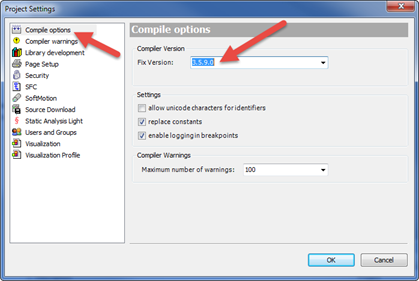 Project Settings
Compile options
Compiler warnings
Library development
Page Setup
Security
SFC
SoftMotion
Source Download
Static Analysis Light
Users and Groups
Visualization
Visualization Profile
Compile options
Compiler Version
Fix Version: 3.5.9.0
Settings
allow unicode characters for identifiers
replace constants
enable logging in breakpoints
Compiler Warnings
Maximum number of warnings: 100
OK Cancel